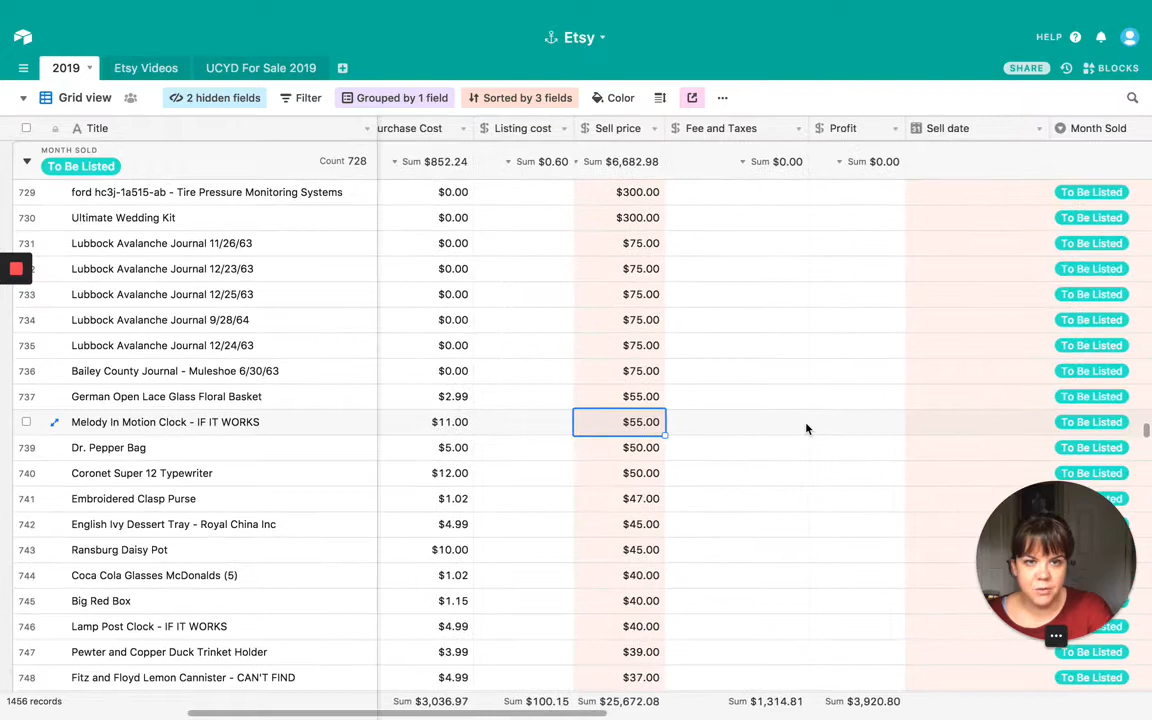 Etsy
HELP
2019 Etsy Videos UCYD For Sale 2019 SHARE BLOCKS
Grid view 2 hidden fields Filter Grouped by 1 field Sorted by 3 fields Color
Title urchase Cost Listing cost Sell price Fee and Taxes Profit Sell date Month Sold
MONTH SOLD
To Be Listed Count 728 Sum $852.24 Sum $0.60 Sum $6,682.98 Sum $0.00 Sum $0.00
729 ford hc3j-1a515-ab - Tire Pressure Monitoring Systems $0.00 $300.00 To Be Listed
730 Ultimate Wedding Kit $0.00 $300.00 To Be Listed
731 Lubbock Avalanche Journal 11/26/63 $0.00 $75.00 To Be Listed
2 Lubbock Avalanche Journal 12/23/63 $0.00 $75.00 To Be Listed
733 Lubbock Avalanche Journal 12/25/63 $0.00 $75.00 To Be Listed
734 Lubbock Avalanche Journal 9/28/64 $0.00 $75.00 To Be Listed
735 Lubbock Avalanche Journal 12/24/63 $0.00 $75.00 To Be Listed
736 Bailey County Journal - Muleshoe 6/30/63 $0.00 $75.00 To Be Listed
737 German Open Lace Glass Floral Basket $2.99 $55.00 To Be Listed
Melody In Motion Clock - IF IT WORKS $11.00 $55.00 To Be Listed
739 Dr. Pepper Bag $5.00 $50.00 To Be Listed
740 Coronet Super 12 Typewriter $12.00 $50.00 To Be Listed
741 Embroidered Clasp Purse $1.02 $47.00 ted
742 English Ivy Dessert Tray - Royal China Inc $4.99 $45.00
743 Ransburg Daisy Pot $10.00 $45.00
744 Coca Cola Glasses McDonalds (5) $1.02 $40.00
745 Big Red Box $1.15 $40.00
746 Lamp Post Clock - IF IT WORKS $4.99 $40.00 ted
747 Pewter and Copper Duck Trinket Holder $3.99 $39.00 To Be Listed
748 Fitz and Floyd Lemon Cannister - CAN'T FIND $4.99 $37.00 To Be Listed
1456 records Sum $3,036.97 Sum $100.15 Sum $25,672.08 Sum $1,314.81 Sum $3,920.80